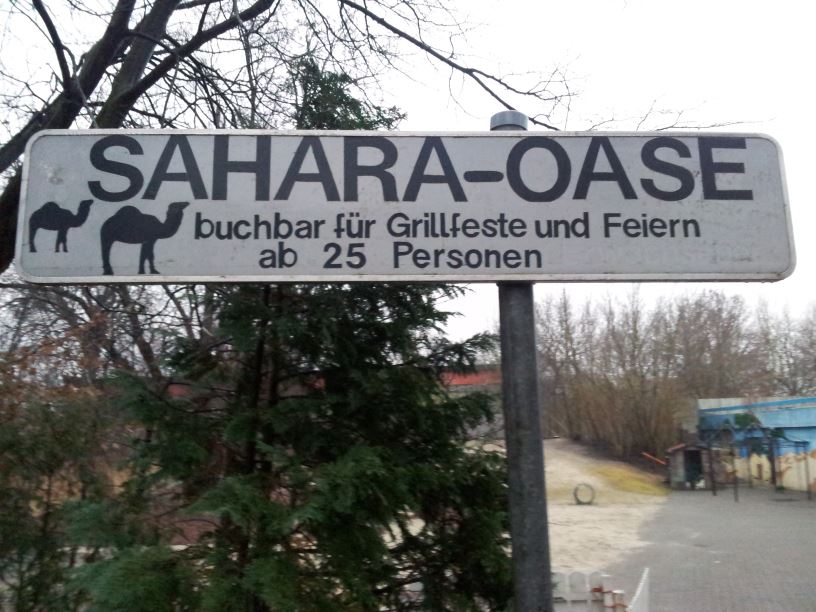 SAHARA-OASE
buchbar für Grillfeste und Feiern
ab 25 Personen